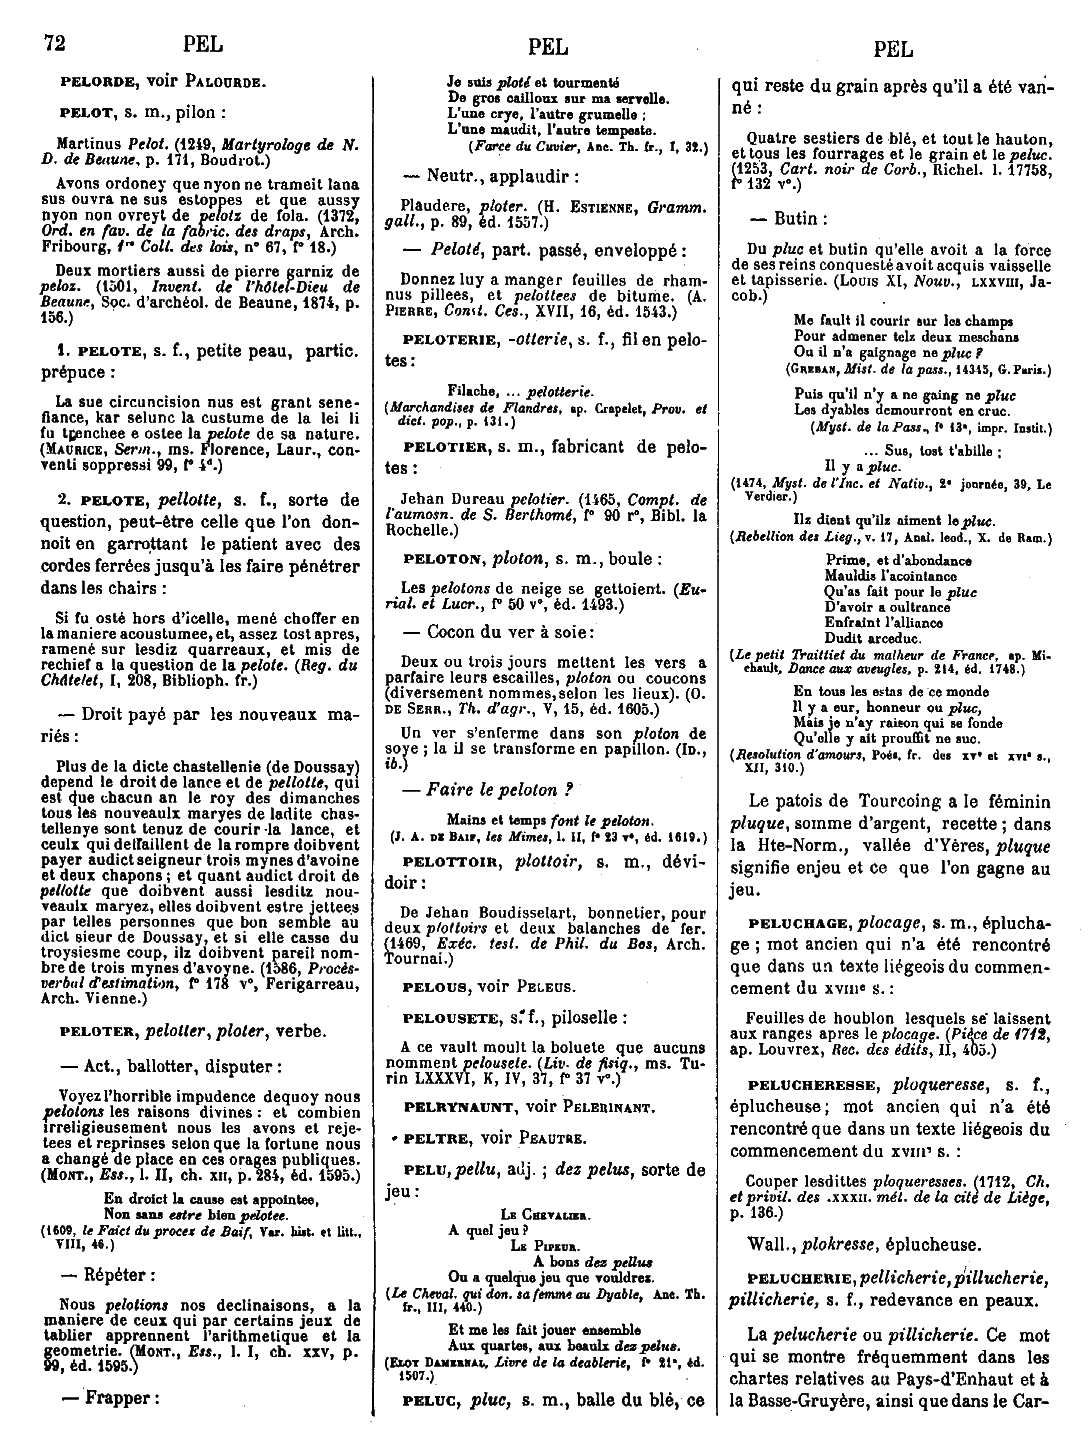 72 PEL PEL PEL
PELORDE, voir PALOURDE.
PELOT, s. m., pilon :
Martinus Pelot. (1249, Martyrologe de N.
D. de Beaune, p. 171, Boudrot.)
Avons ordoney que nyon ne trameit lana
sus ouvra ne sus estoppes et que aussy
nyon non ovreyt de pelotz de fola. (1372,
Ord. en fav. de la fabric. des draps, Arch.
Fribourg, 1re Coll. des lois, n° 67, f° 18.)
Deux mortiers aussi de pierre garniz de
peloz. (1501, Invent. de l'hôtel-Dieu de
Beaune, Soc. d'archéol. de Beaune, 1874, p.
156.)
1. PELOTE, s. f., petite peau, partic.
prépuce :
La sue circuncision nus est grant sene-
fiance, kar selunc la custume de la lei li
fu trenchee e ostee la pelote de sa nature.
(MAURICE, Serm., ms. Florence, Laur., con-
venti soppressi 99, f° 4d.)
2. PELOTE, pellotte, s. f., sorte de
question, peut-être celle que l'on don-
noit en garrottant le patient avec des
cordes ferrées jusqu'à les faire pénétrer
dans les chairs :
Si fu osté hors d'icelle, mené choffer en
la maniere acoustumee, et, assez tost apres,
ramené sur lesdiz quarreaux, et mis de
rechief a la question de la pelote. (Reg. du
Châtelet, I, 208, Biblioph. fr.)
— Droit payé par les nouveaux ma-
riés :
Plus de la dicte chastellenie (de Doussay)
depend le droit de lance et de pellotte, qui
est que chacun an le roy des dimanches
tous les nouveaulx maryes de ladite chas-
tellenye sont tenuz de courir la lance, et
ceulx qui deffaillent de la rompre doibvent
payer audict seigneur trois mynes d'avoine
et deux chapons ; et quant audict droit de
pellotte que doibvent aussi lesditz nou-
veaulx maryez, elles doibvent estre jettees
par telles personnes que bon semble au
dict sieur de Doussay, et si elle casse du
troysiesme coup, ilz doibvent pareil nom-
bre de trois mynes d'avoyne. (1586, Procès-
verbal d'estimation, f° 178 v°, Ferigarreau,
Arch. Vienne.)
PELOTER, pelotter, ploter, verbe.
— Act., ballotter, disputer :
Voyez l'horrible impudence dequoy nous
pelotons les raisons divines : et combien
irreligieusement nous les avons et reje-
tees et reprinses selon que la fortune nous
a changé de place en ces orages publiques.
(MONT., Ess., l. II, ch. XII, p. 284, éd. 1595.)
En droict la cause est appointee,
Non sans estre bien pelotee.
(1609, le Faict du procez de Baif, Var. hist. et litt.,
VIII, 46.)
— Répéter :
Nous pelotions nos declinaisons, a la
maniere de ceux qui par certains jeux de
tablier apprennent l'arithmetique et la
geometrie. (MONT., Ess., l. I, ch. XXV, p.
99, éd. 1595.)
— Frapper :
Je suis ploté et tourmenté
De gros cailloux sur ma servelle.
L'une crye, l'autre grumelle ;
L'une maudit, l'autre tempeste.
(Farce du Cuvier, Anc. Th. fr., I, 32.)
— Neutr., applaudir :
Plaudere, ploter. (H. ESTIENNE, Gramm.
gall., p. 89, éd. 1557.)
— Peloté, part. passé, enveloppé :
Donnez luy a manger feuilles de rham-
nus pillees, et pelottees de bitume. (A.
PIERRE, Const. Ces., XVII, 16, éd. 1543.)
PELOTERIE, -otterie, s. f., fil en pelo-
tes :
Filache, ... pelotterie.
(Marchandises de Flandres, ap. Crapelet, Prov. et
dict. pop., p. 131.)
PELOTIER, s. m., fabricant de pelo-
tes :
Jehan Dureau pelotier. (1465, Compt. de
l'aumosn. de S. Berthomé, f° 90 r°, Bibl. la
Rochelle.)
PELOTON, ploton, s. m., boule :
Les pelotons de neige se gettoient. (Eu-
rial. et Lucr., f° 50 v°, éd. 1493.)
— Cocon du ver à soie :
Deux ou trois jours mettent les vers a
parfaire leurs escailles, ploton ou coucons
(diversement nommes, selon les lieux). (O.
DE SERR., Th. d'agr., V, 15, éd. 1605.)
Un ver s'enferme dans son ploton de
soye ; la il se transforme en papillon. (ID.,
ib.)
— Faire le peloton ?
Mains et temps font le peloton.
(J. A. DE BAIF, les Mimes, l. II, f° 23 v°, éd. 1619.)
PELOTTOIR, plottoir, s. m., dévi-
doir :
De Jehan Boudisselart, bonnetier, pour
deux plottoirs et deux balanches de fer.
(1469, Exéc. test. de Phil. du Bos, Arch.
Tournai.)
PELOUS, voir PELEUS.
PELOUSETE, s. f., piloselle :
A ce vault moult la boluete que aucuns
nomment pelousete. (Liv. de fisiq., ms. Tu-
rin LXXXVI, K, IV, 37, f° 37 v°.)
PELRYNAUNT, voir PELERINANT.
PELTRE, voir PEAUTRE.
PELU, pellu, adj. ; dez pelus, sorte de
jeu :
LE CHEVALIER.
A quel jeu ?
LE PIPEUR.
A bons dez pellus
Ou a quelque jeu que vouldrez.
(Le Cheval. qui don. sa femme au Dyable, Anc. Th.
fr., III, 440.)
Et me les fait jouer ensemble
Aux quartes, aux beaulx dez pelus.
(ELOY DAMERNAL, Livre de la deablerie, f° 21a, éd.
1507.)
PELUC, pluc, s. m., balle du blé, ce
qui reste du grain après qu'il a été van-
né :
Quatre sestiers de blé, et tout le hauton,
et tous les fourrages et le grain et le peluc.
(1253, Cart. noir de Corb., Richel. l. 17758,
f° 132 v°.)
— Butin :
Du pluc et butin qu'elle avoit a la force
de ses reins conquesté avoit acquis vaisselle
et tapisserie. (LOUIS XI, Nouv., LXXVIII, Ja-
cob.)
Me fault il courir sur les champs
Pour admener telz deux meschans
Ou il n'a gaignage ne pluc ?
(GREBAN, Mist. de la pass., 14345, G. Paris.)
Puis qu'il n'y a ne gaing ne pluc
Les dyables demourront en cruc.
(Myst. de la Pass., f° 13a, impr. Instit.)
... Sus, tost t'abille ;
Il y a pluc.
(1474, Myst. de l'Inc. et Nativ., 2e journée, 39, Le
Verdier.)
Ilz dient qu'ilz aiment le pluc.
(Rebellion des Lieg., v. 17, Anal. leod., X. de Ram.)
Prime, et d'abondance
Mauldis l'acointance
Qu'as fait pour le pluc
D'avoir a oultrance
Enfraint l'alliance
Dudit arceduc.
(Le petit Traittiet du malheur de France, ap. Mi-
chault, Dance aux aveugles, p. 214, éd. 1748.)
En tous les estas de ce monde
Il y a eur, honneur ou pluc,
Mais je n'ay raison qui se fonde
Qu'elle y ait prouffit ne suc.
(Resolution d'amours, Poés. fr. des XVe et XVIe s.,
XII, 310.)
Le patois de Tourcoing a le féminin
pluque, somme d'argent, recette ; dans
la Hte-Norm., vallée d'Yères, pluque
signifie enjeu et ce que l'on gagne au
jeu.
PELUCHAGE, plocage, s. m., éplucha-
ge ; mot ancien qui n'a été rencontré
que dans un texte liégeois du commen-
cement du XVIIIe s. :
Feuilles de houblon lesquels se laissent
aux ranges apres le plocage. (Pièce de 1712,
ap. Louvrex, Rec. des édits, II, 405.)
PELUCHERESSE, ploqueresse, s. f.,
éplucheuse ; mot ancien qui n'a été
rencontré que dans un texte liégeois du
commencement du XVIIIe s. :
Couper lesdittes ploqueresses. (1712, Ch.
et privil. des .XXXII. mét. de la cité de Liège,
p. 136.)
Wall., plokresse, éplucheuse.
PELUCHERIE, pellicherie, pillucherie,
pillicherie, s. f., redevance en peaux.
La pelucherie ou pillicherie. Ce mot
qui se montre fréquemment dans les
chartes relatives au Pays-d'Enhaut et à
la Basse-Gruyère, ainsi que dans le Car-